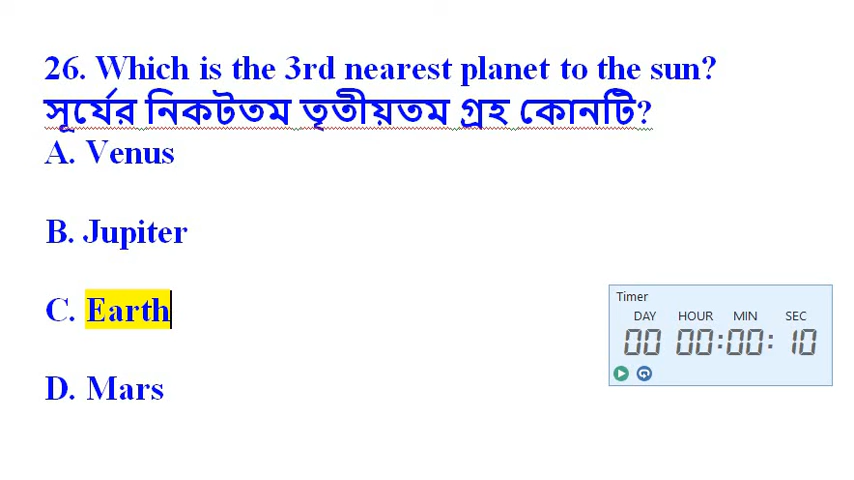 26. Which is the 3rd nearest planet to the sun?
সূর্যের নিকটতম তৃতীয়তম গ্রহ কোনটি?
A. Venus
B. Jupiter
C. Earth
D. Mars
Timer
DAY HOUR MIN SEC
00 00:00: 10